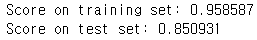 Score on training set: 0.958587
Score on test set: 0.850931